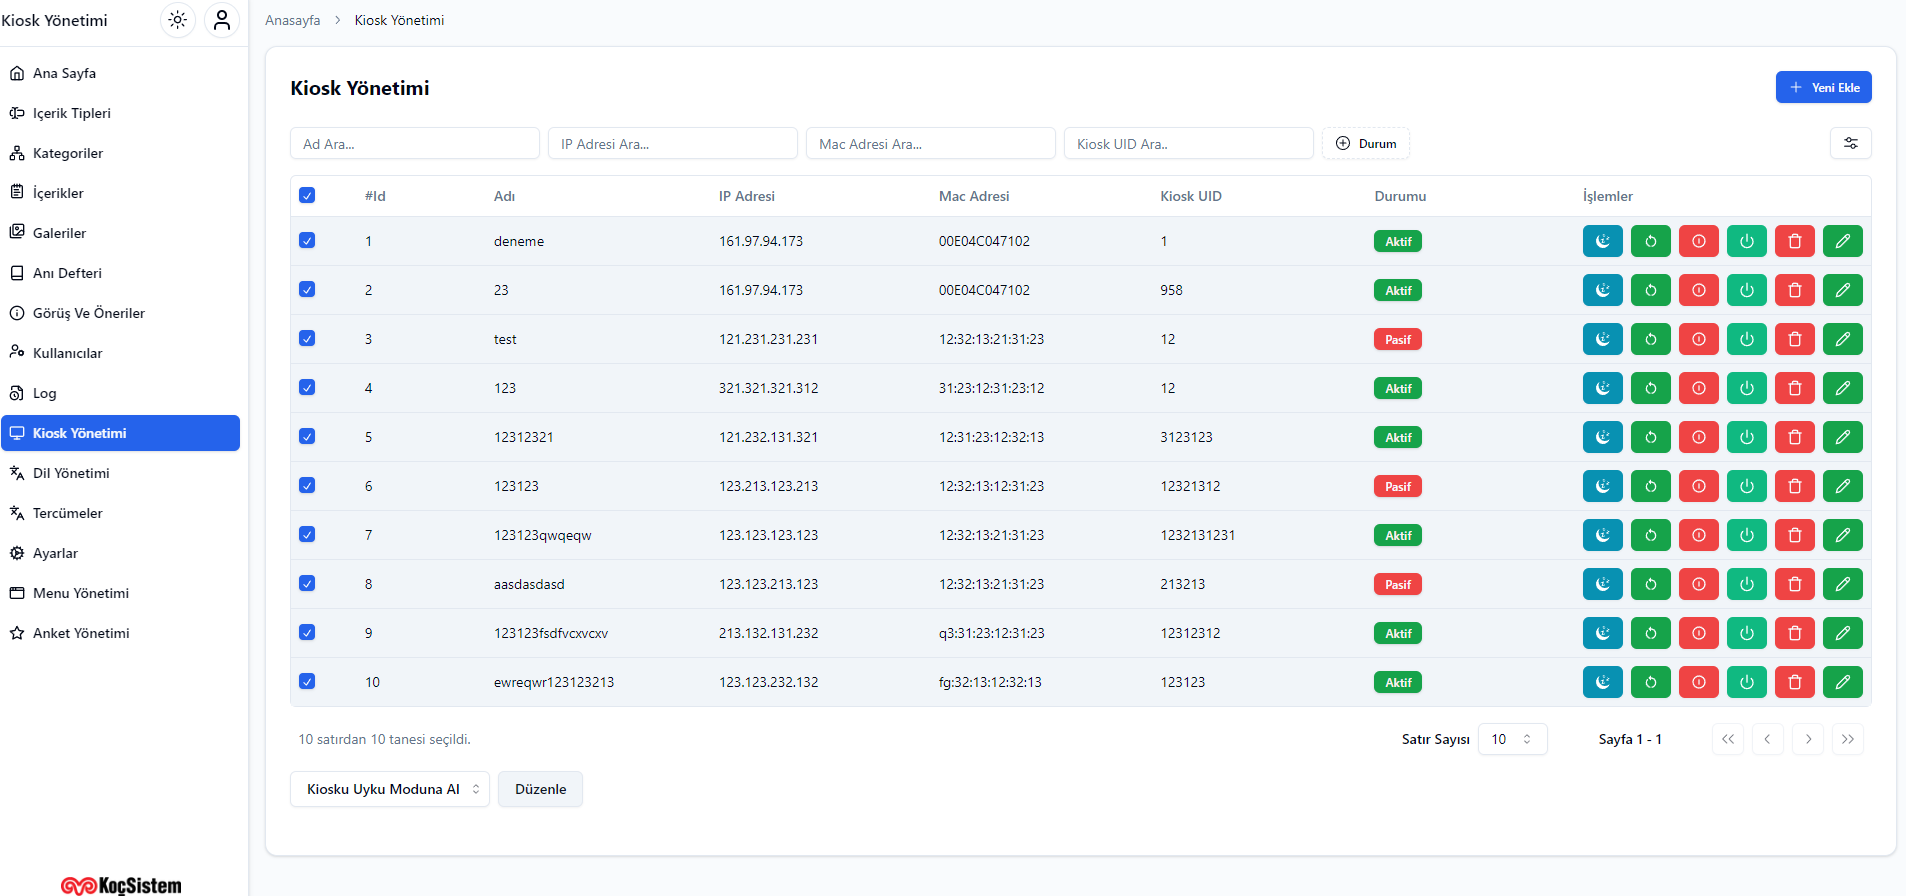 Kiosk Yönetimi
Ana Sayfa
Içerik Tipleri
Kategoriler
İçerikler
Galeriler
Anı Defteri
Görüş Ve Öneriler
Kullanıcılar
Log
Kiosk Yönetimi
Dil Yönetimi
Tercümeler
Ayarlar
Menu Yönetimi
Anket Yönetimi
KoçSistem
Anasayfa > Kiosk Yönetimi
Kiosk Yönetimi
+ Yeni Ekle
Ad Ara... IP Adresi Ara... Mac Adresi Ara... Kiosk UID Ara.. Durum
#Id Adı IP Adresi Mac Adresi Kiosk UID Durumu İşlemler
1 deneme 161.97.94.173 00E04C047102 1 Aktif
2 23 161.97.94.173 00E04C047102 958 Aktif
3 test 121.231.231.231 12:32:13:21:31:23 12 Pasif
4 123 321.321.321.312 31:23:12:31:23:12 12 Aktif
5 12312321 121.232.131.321 12:31:23:12:32:13 3123123 Aktif
6 123123 123.213.123.213 12:32:13:12:31:23 12321312 Pasif
7 123123qwqeqw 123.123.123.123 12:32:13:21:31:23 1232131231 Aktif
8 aasdasdasd 123.123.213.123 12:32:13:21:31:23 213213 Pasif
9 123123fsdfvcxvcxv 213.132.131.232 q3:31:23:12:31:23 12312312 Aktif
10 ewreqwr123123213 123.123.232.132 fg:32:13:12:32:13 123123 Aktif
10 satırdan 10 tanesi seçildi. Satır Sayısı 10 Sayfa 1 - 1
Kiosku Uyku Moduna Al Düzenle